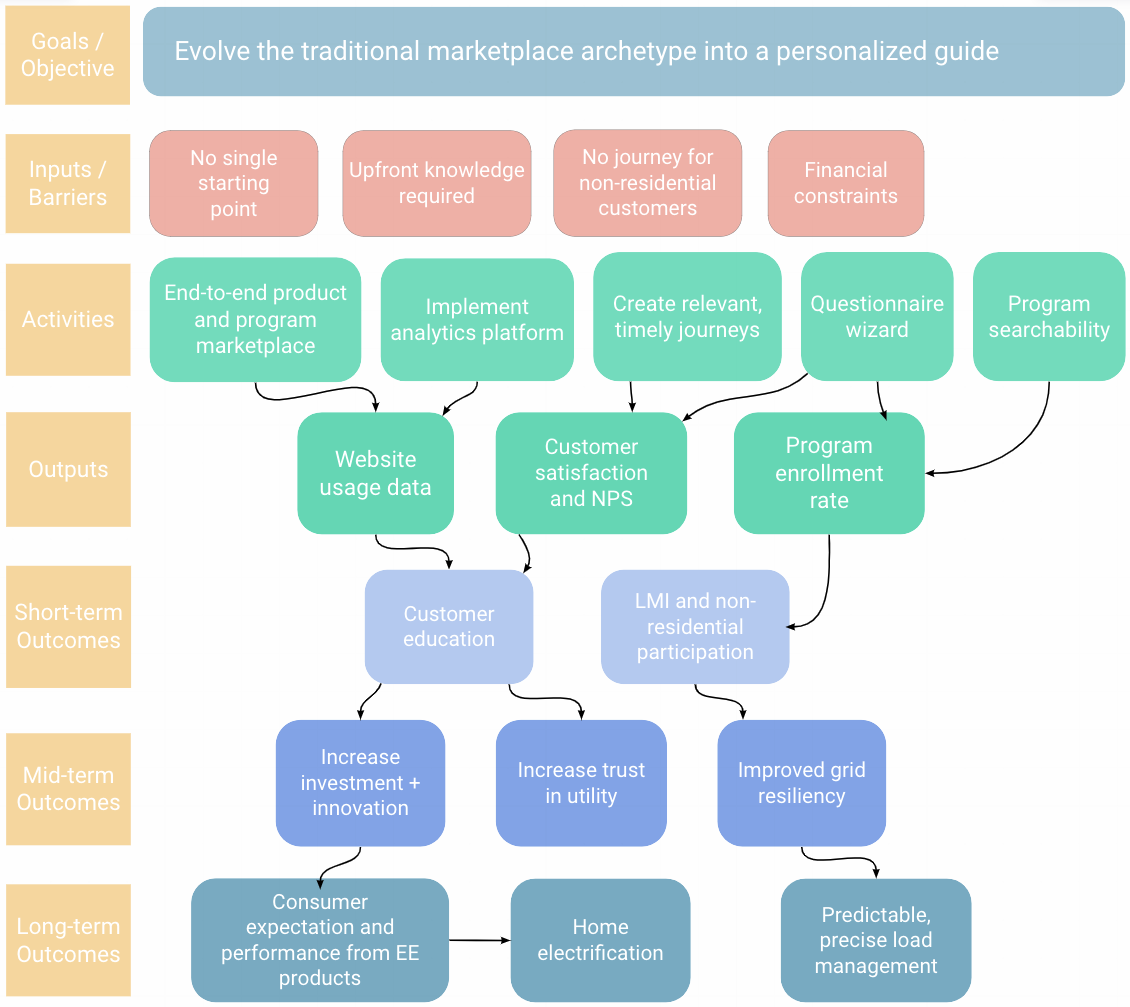 Goals /
Objective
Evolve the traditional marketplace archetype into a personalized guide
Inputs /
Barriers
No single
starting
point
Upfront knowledge
required
No journey for
non-residential
customers
Financial
constraints
Activities
End-to-end product
and program
marketplace
Implement
analytics platform
Create relevant,
timely journeys
Questionnaire
wizard
Program
searchability
Outputs
Website
usage data
Customer
satisfaction
and NPS
Program
enrollment
rate
Short-term
Outcomes
Customer
education
LMI and non-
residential
participation
Mid-term
Outcomes
Increase
investment +
innovation
Increase trust
in utility
Improved grid
resiliency
Long-term
Outcomes
Consumer
expectation and
performance from EE
products
Home
electrification
Predictable,
precise load
management